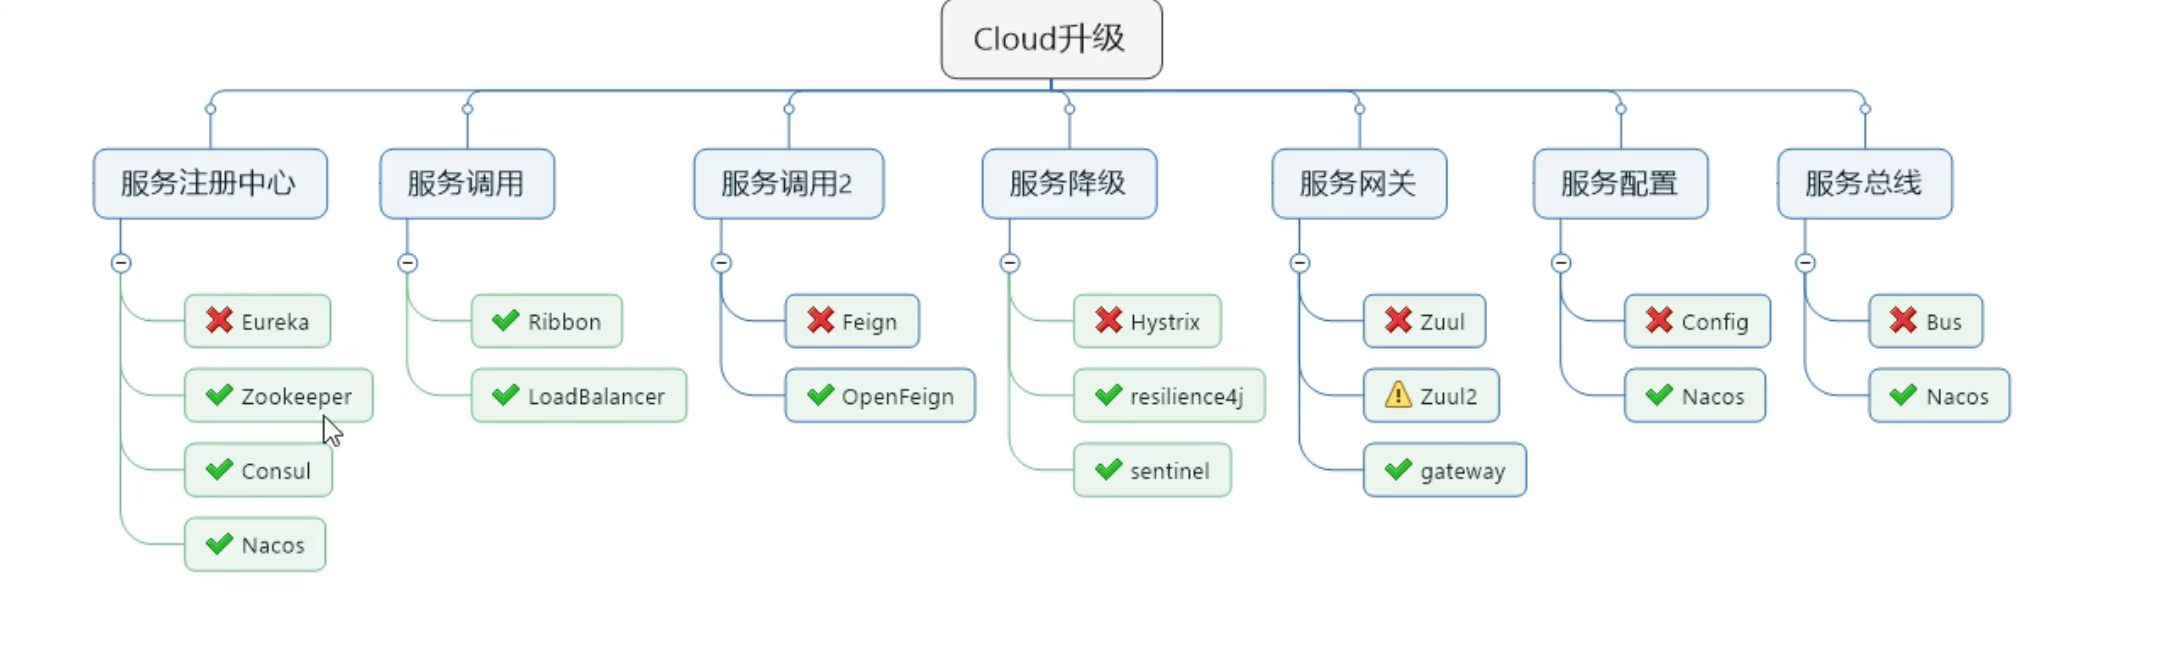 Cloud升级
服务注册中心
服务调用
服务调用2
服务降级
服务网关
服务配置
服务总线
Eureka
Zookeeper
Consul
Nacos
Ribbon
LoadBalancer
Feign
OpenFeign
Hystrix
resilience4j
sentinel
Zuul
Zuul2
gateway
Config
Nacos
Bus
Nacos